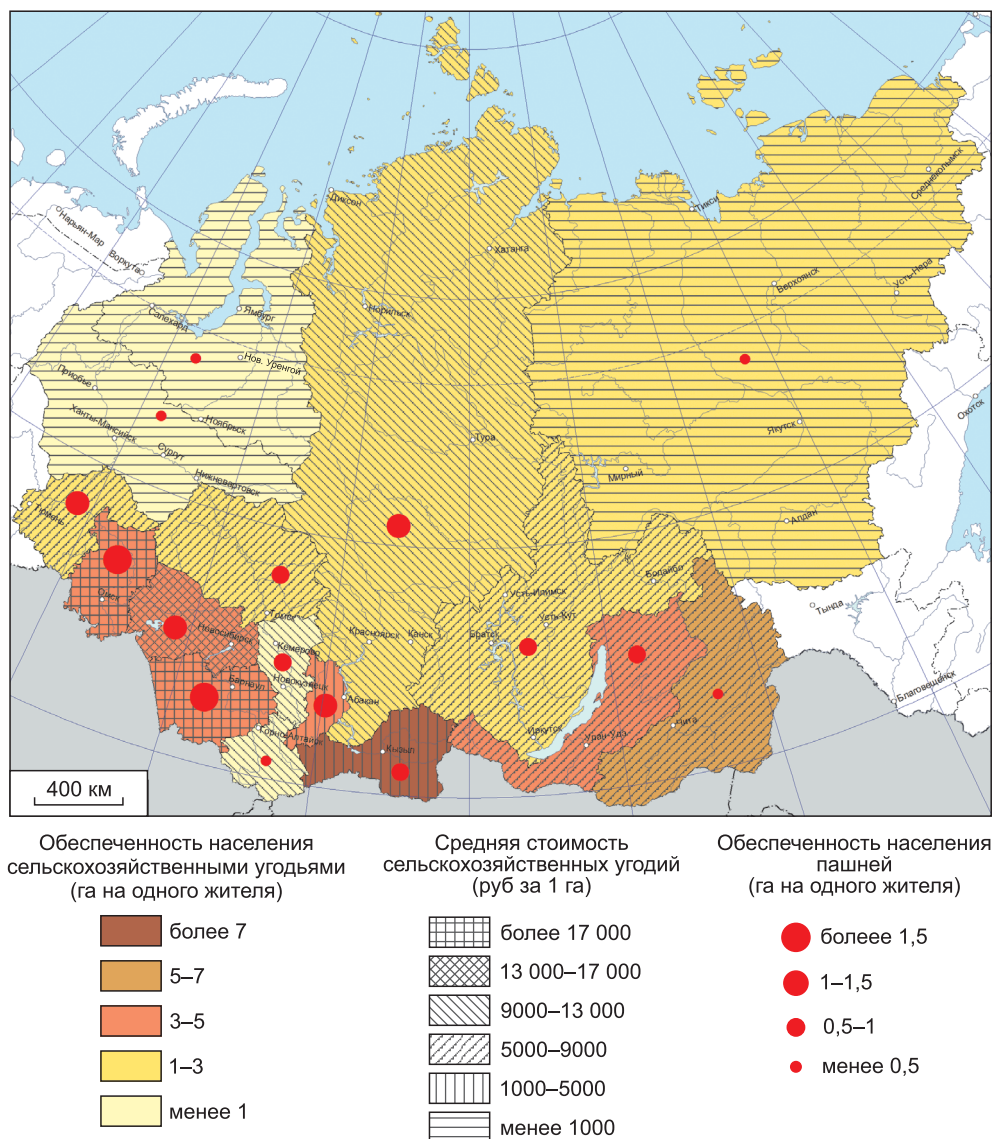 Диксон
Тикси
Среднеколымск
Нарьян-Мар
Воркута
Хатанга
Верхоянск
Усть-Нера
Салехард
Ямбург
Норильск
Нов. Уренгой
Приобье
Охотск
Ханты-Мансийск
Ноябрьск
Якутск
Сургут
Тура
Мирный
Нижневартовск
Тюмень
Алдан
Бодайбо
Омск
Усть-Илимск
Тында
Томск
Усть-Кут
Новосибирск
Красноярск
Канск
Братск
Кемерово
Барнаул
Новокузнецк
Абакан
Благовещенск
Горно-Алтайск
Иркутск
Чита
Кызыл
Улан-Удэ
400 км
Обеспеченность населения
сельскохозяйственными угодьями
(га на одного жителя)
более 7
5–7
3–5
1–3
менее 1
Средняя стоимость
сельскохозяйственных угодий
(руб за 1 га)
более 17 000
13 000–17 000
9000–13 000
5000–9000
1000–5000
менее 1000
Обеспеченность населения
пашней
(га на одного жителя)
болеее 1,5
1–1,5
0,5–1
менее 0,5